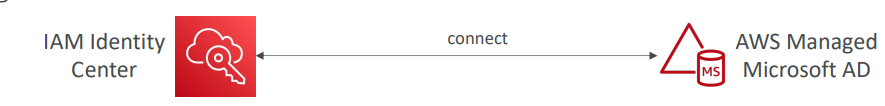 IAM Identity
Center
connect
MS
AWS Managed
Microsoft AD